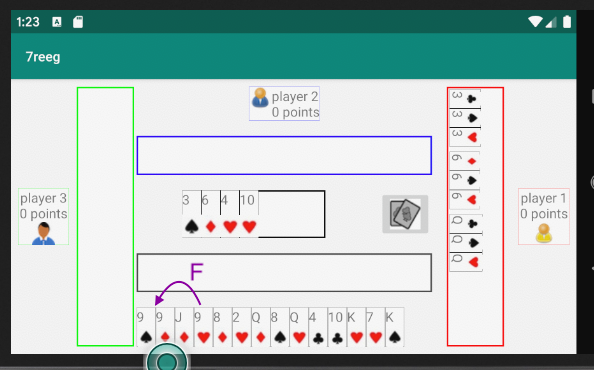 1:23 A
7reeg
player 2
0 points
3
3
3
6
6
6
Q
Q
Q
player 3
0 points
3 6 4 10
player 1
0 points
F
9 9 J 9 8 2 Q 8 Q 4 10 K 7 K